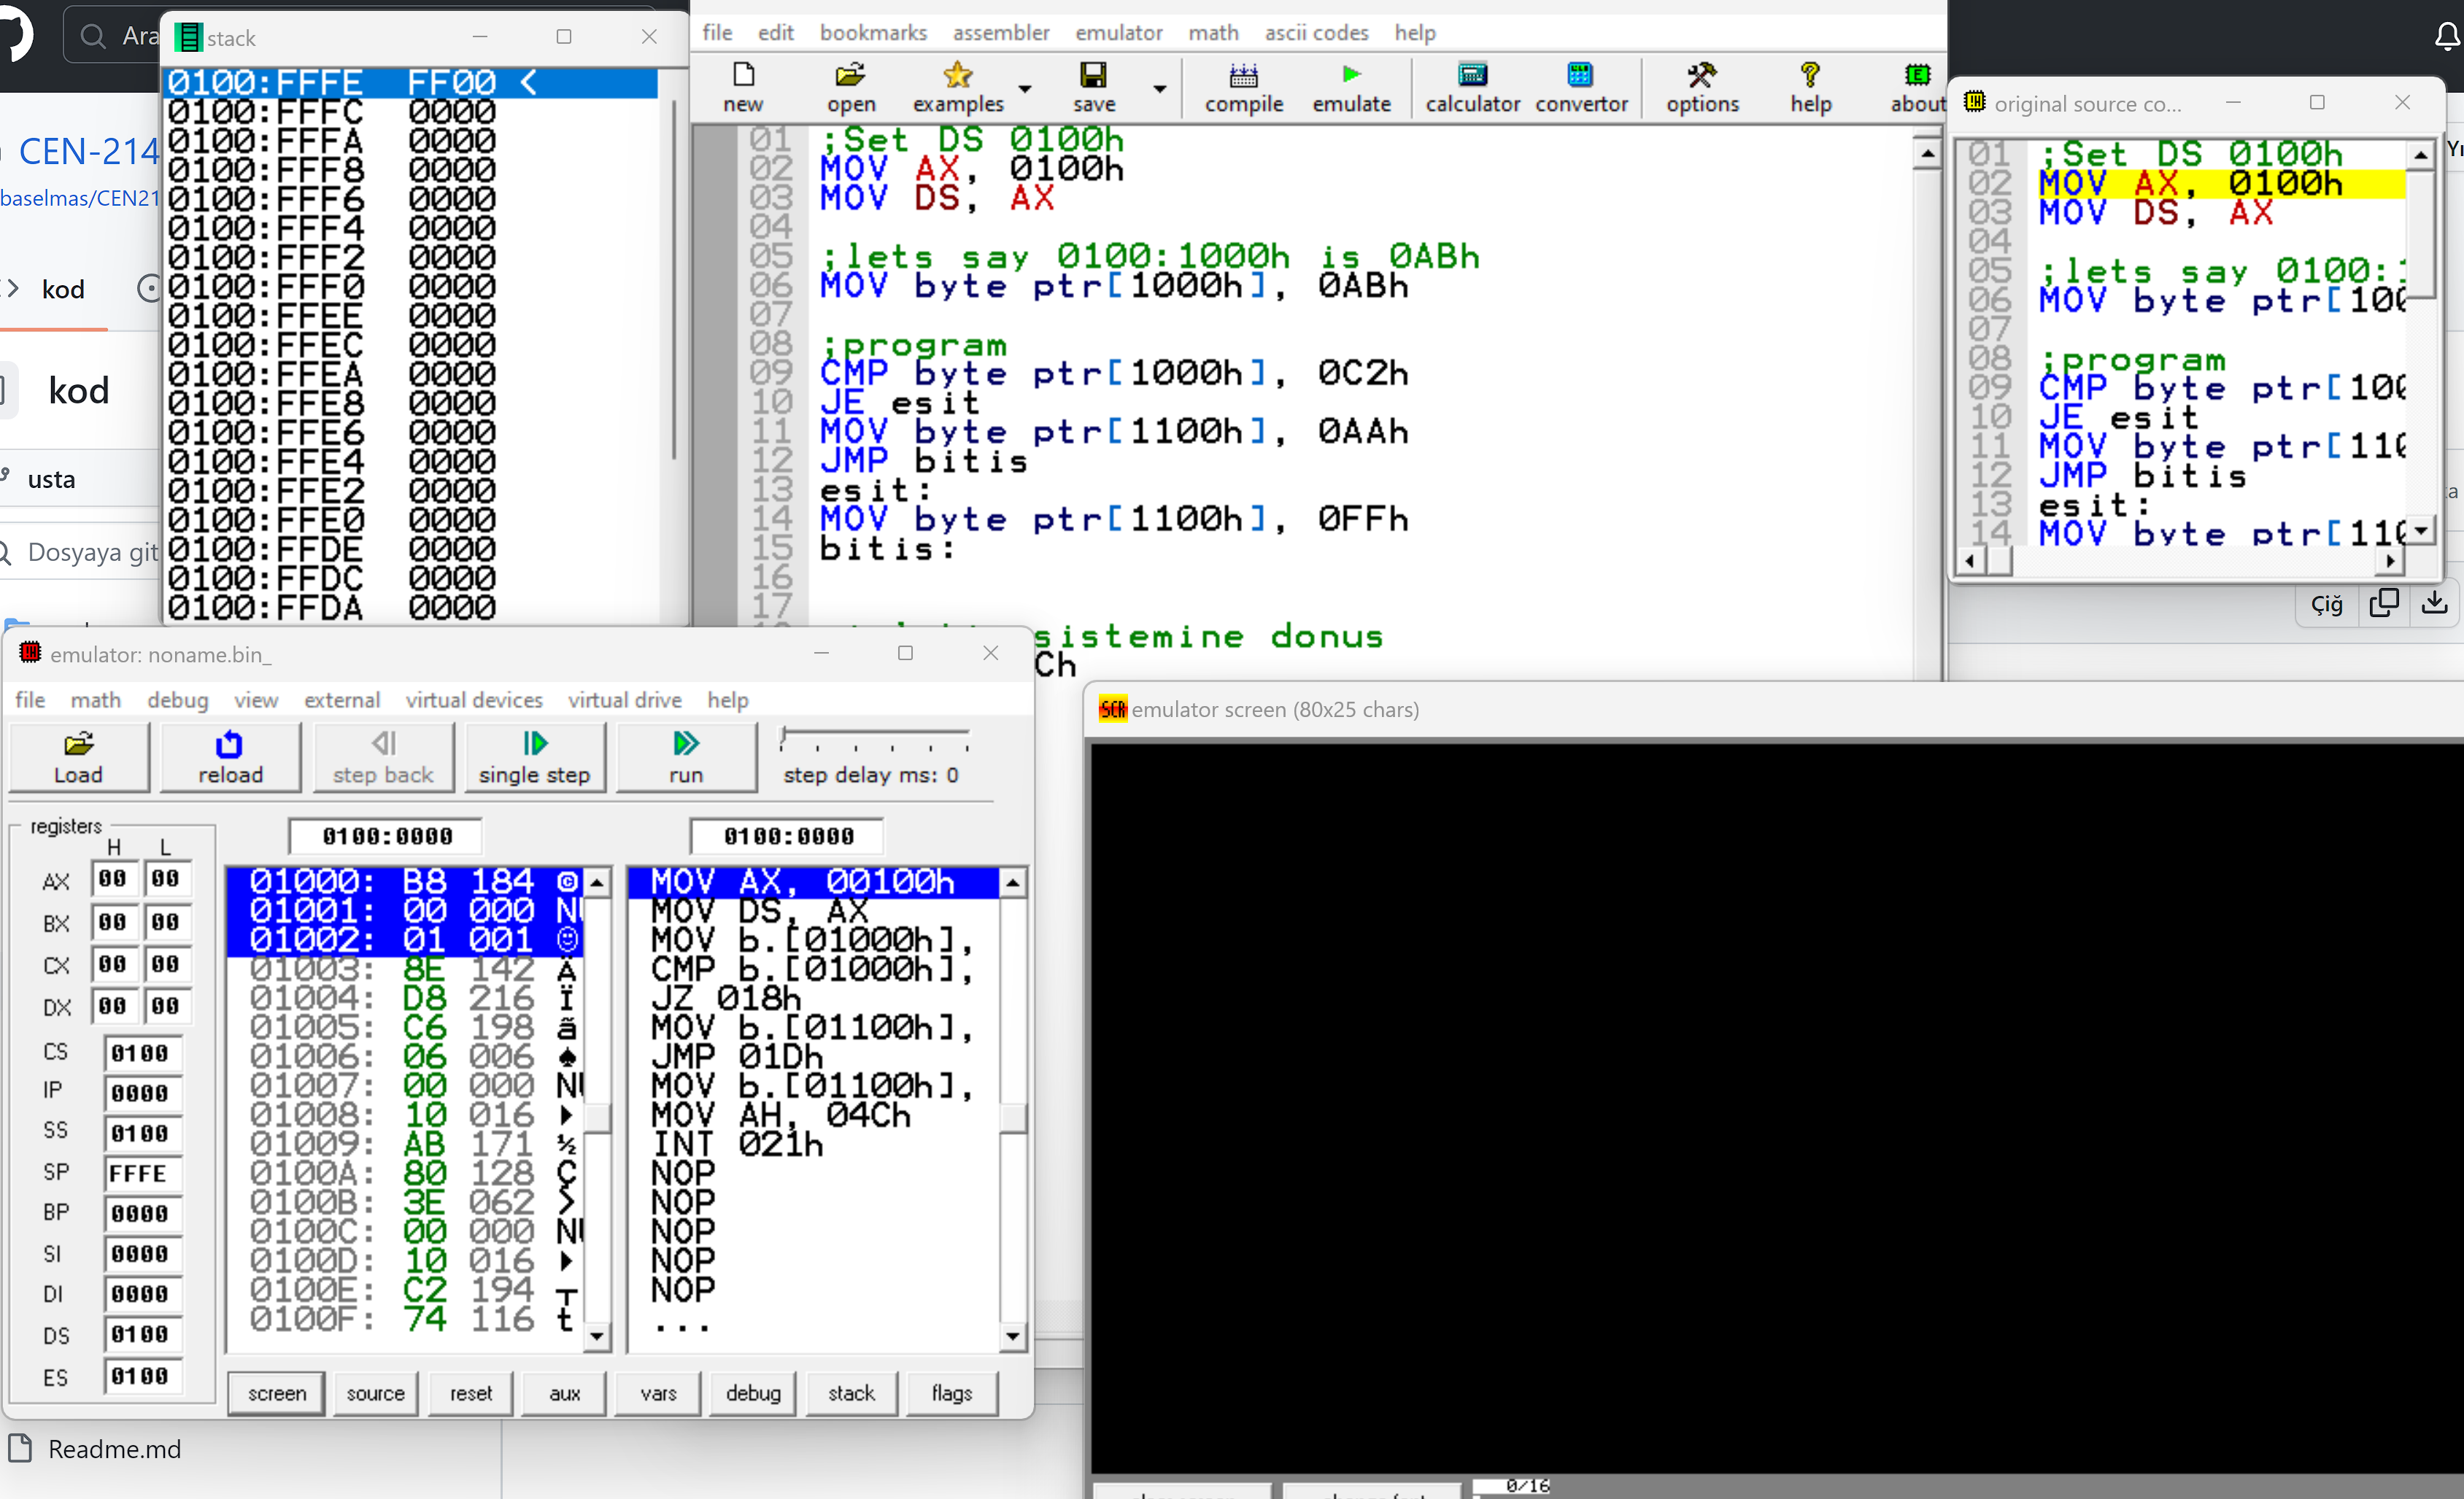 Ara
CEN-214
baselmas/CEN21
kod
kod
usta
Dosyaya git
Readme.md
stack
0100:FFFE FF00 <
0100:FFFC 0000
0100:FFFA 0000
0100:FFF8 0000
0100:FFF6 0000
0100:FFF4 0000
0100:FFF2 0000
0100:FFF0 0000
0100:FFEE 0000
0100:FFEC 0000
0100:FFEA 0000
0100:FFE8 0000
0100:FFE6 0000
0100:FFE4 0000
0100:FFE2 0000
0100:FFE0 0000
0100:FFDE 0000
0100:FFDC 0000
0100:FFDA 0000
file edit bookmarks assembler emulator math ascii codes help
new open examples save compile emulate calculator convertor options help about
01 ;Set DS 0100h
02 MOV AX, 0100h
03 MOV DS, AX
04
05 ;lets say 0100:1000h is 0ABh
06 MOV byte ptr[1000h], 0ABh
07
08 ;program
09 CMP byte ptr[1000h], 0C2h
10 JE esit
11 MOV byte ptr[1100h], 0AAh
12 JMP bitis
13 esit:
14 MOV byte ptr[1100h], 0FFh
15 bitis:
16
17
sistemine donus
Ch
original source co...
01 ;Set DS 0100h
02 MOV AX, 0100h
03 MOV DS, AX
04
05 ;lets say 0100:1
06 MOV byte ptr[100
07
08 ;program
09 CMP byte ptr[100
10 JE esit
11 MOV byte ptr[110
12 JMP bitis
13 esit:
14 MOV byte ptr[110
Çiğ
emulator: noname.bin_
file math debug view external virtual devices virtual drive help
Load reload step back single step run step delay ms: 0
registers
H L
AX 00 00
BX 00 00
CX 00 00
DX 00 00
CS 0100
IP 0000
SS 0100
SP FFFE
BP 0000
SI 0000
DI 0000
DS 0100
ES 0100
0100:0000
01000: B8 184 ©
01001: 00 000 NU
01002: 01 001 ☺
01003: 8E 142 Ä
01004: D8 216 Ï
01005: C6 198 ã
01006: 06 006 ♠
01007: 00 000 NU
01008: 10 016 ►
01009: AB 171 ½
0100A: 80 128 Ç
0100B: 3E 062 >
0100C: 00 000 NU
0100D: 10 016 ►
0100E: C2 194 ┬
0100F: 74 116 t
0100:0000
MOV AX, 00100h
MOV DS, AX
MOV b.[01000h],
CMP b.[01000h],
JZ 018h
MOV b.[01100h],
JMP 01Dh
MOV b.[01100h],
MOV AH, 04Ch
INT 021h
NOP
NOP
NOP
NOP
NOP
...
screen source reset aux vars debug stack flags
SCR emulator screen (80x25 chars)
0/16